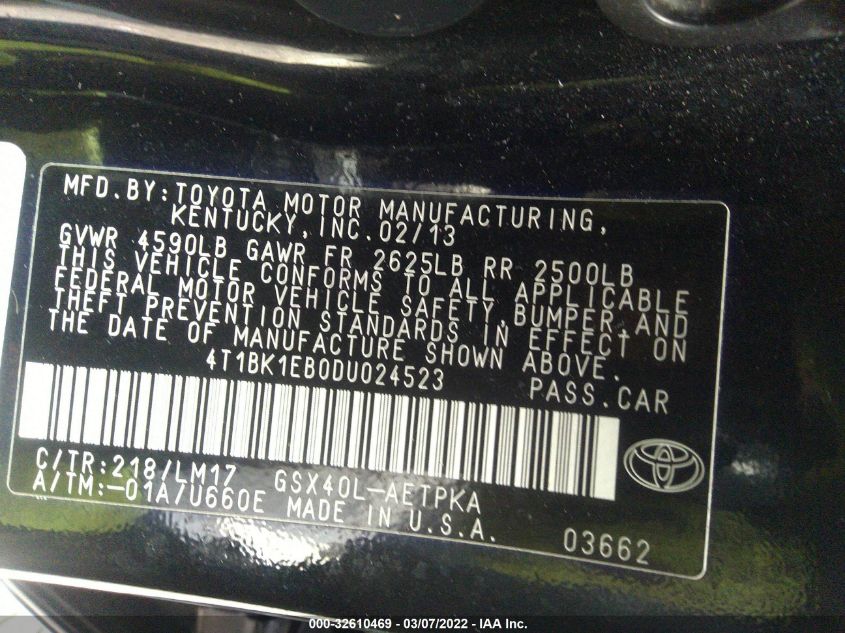 MFD.BY:TOYOTA MOTOR MANUFACTURING,
KENTUCKY, INC.02/13
GVWR 4590LB GAWR FR 2625LB RR 2500LB
THIS VEHICLE CONFORMS TO ALL APPLICABLE
FEDERAL MOTOR VEHICLE SAFETY, BUMPER, AND
THEFT PREVENTION STANDARDS IN EFFECT ON
THE DATE OF MANUFACTURE SHOWN ABOVE.
4T1BK1EB0DU024523
PASS.CAR
C/TR:218/LM17 GSX40L-AETPKA
A/TM:-01A/U660E MADE IN U.S.A.
03662
000-32610469 - 03/07/2022 - IAA Inc.